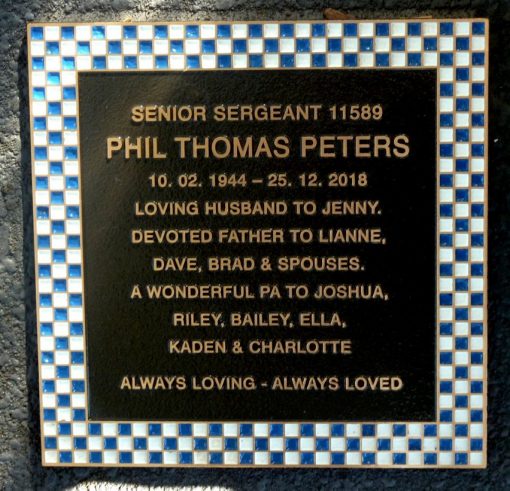 SENIOR SERGEANT 11589
PHIL THOMAS PETERS
10. 02. 1944 – 25. 12. 2018
LOVING HUSBAND TO JENNY.
DEVOTED FATHER TO LIANNE,
DAVE, BRAD & SPOUSES.
A WONDERFUL PA TO JOSHUA,
RILEY, BAILEY, ELLA,
KADEN & CHARLOTTE
ALWAYS LOVING - ALWAYS LOVED